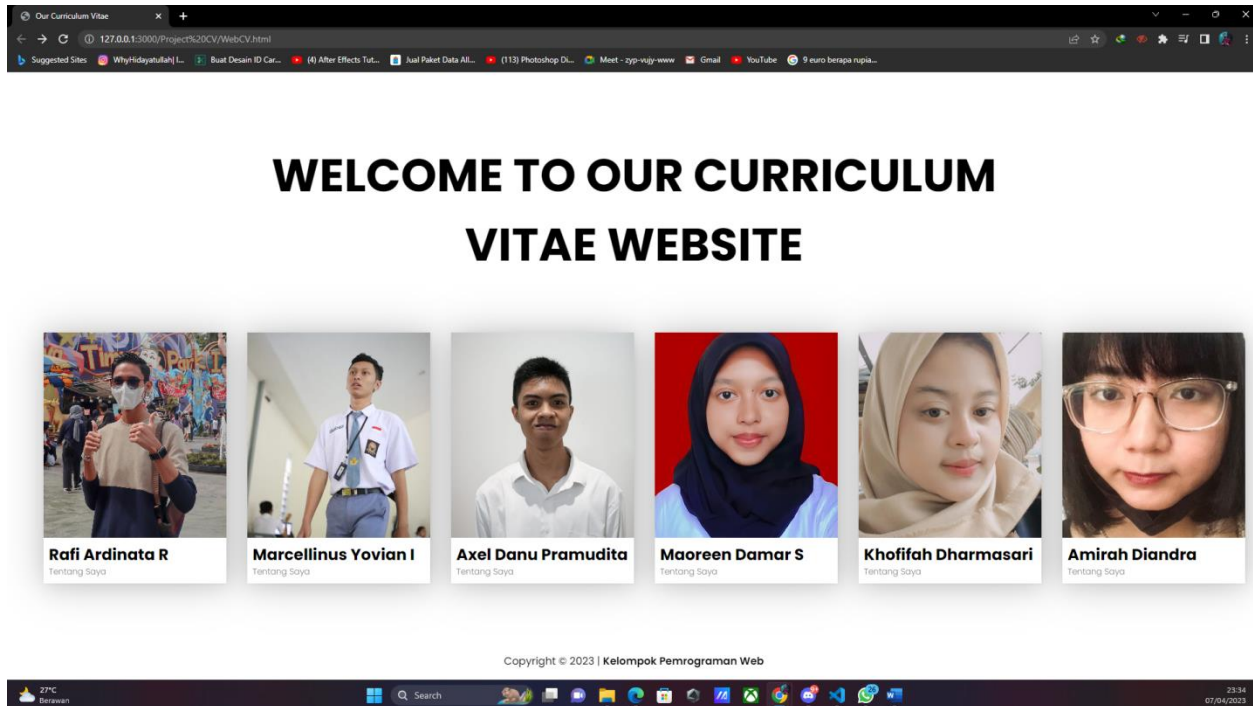 Our Curriculum Vitae
127.0.0.1:3000/Project%20CV/WebCV.html
Suggested Sites WhyHidayatullah| I... Buat Desain ID Car... (4) After Effects Tut... Jual Paket Data All... (113) Photoshop Di... Meet - zyp-vujy-www Gmail YouTube 9 euro berapa rupia...
WELCOME TO OUR CURRICULUM
VITAE WEBSITE
Rafi Ardinata R
Tentang Saya
Marcellinus Yovian I
Tentang Saya
Axel Danu Pramudita
Tentang Saya
Maoreen Damar S
Tentang Saya
Khofifah Dharmasari
Tentang Saya
Amirah Diandra
Tentang Saya
Copyright © 2023 | Kelompok Pemrograman Web
27°C
Berawan
Search
23:34
07/04/2023